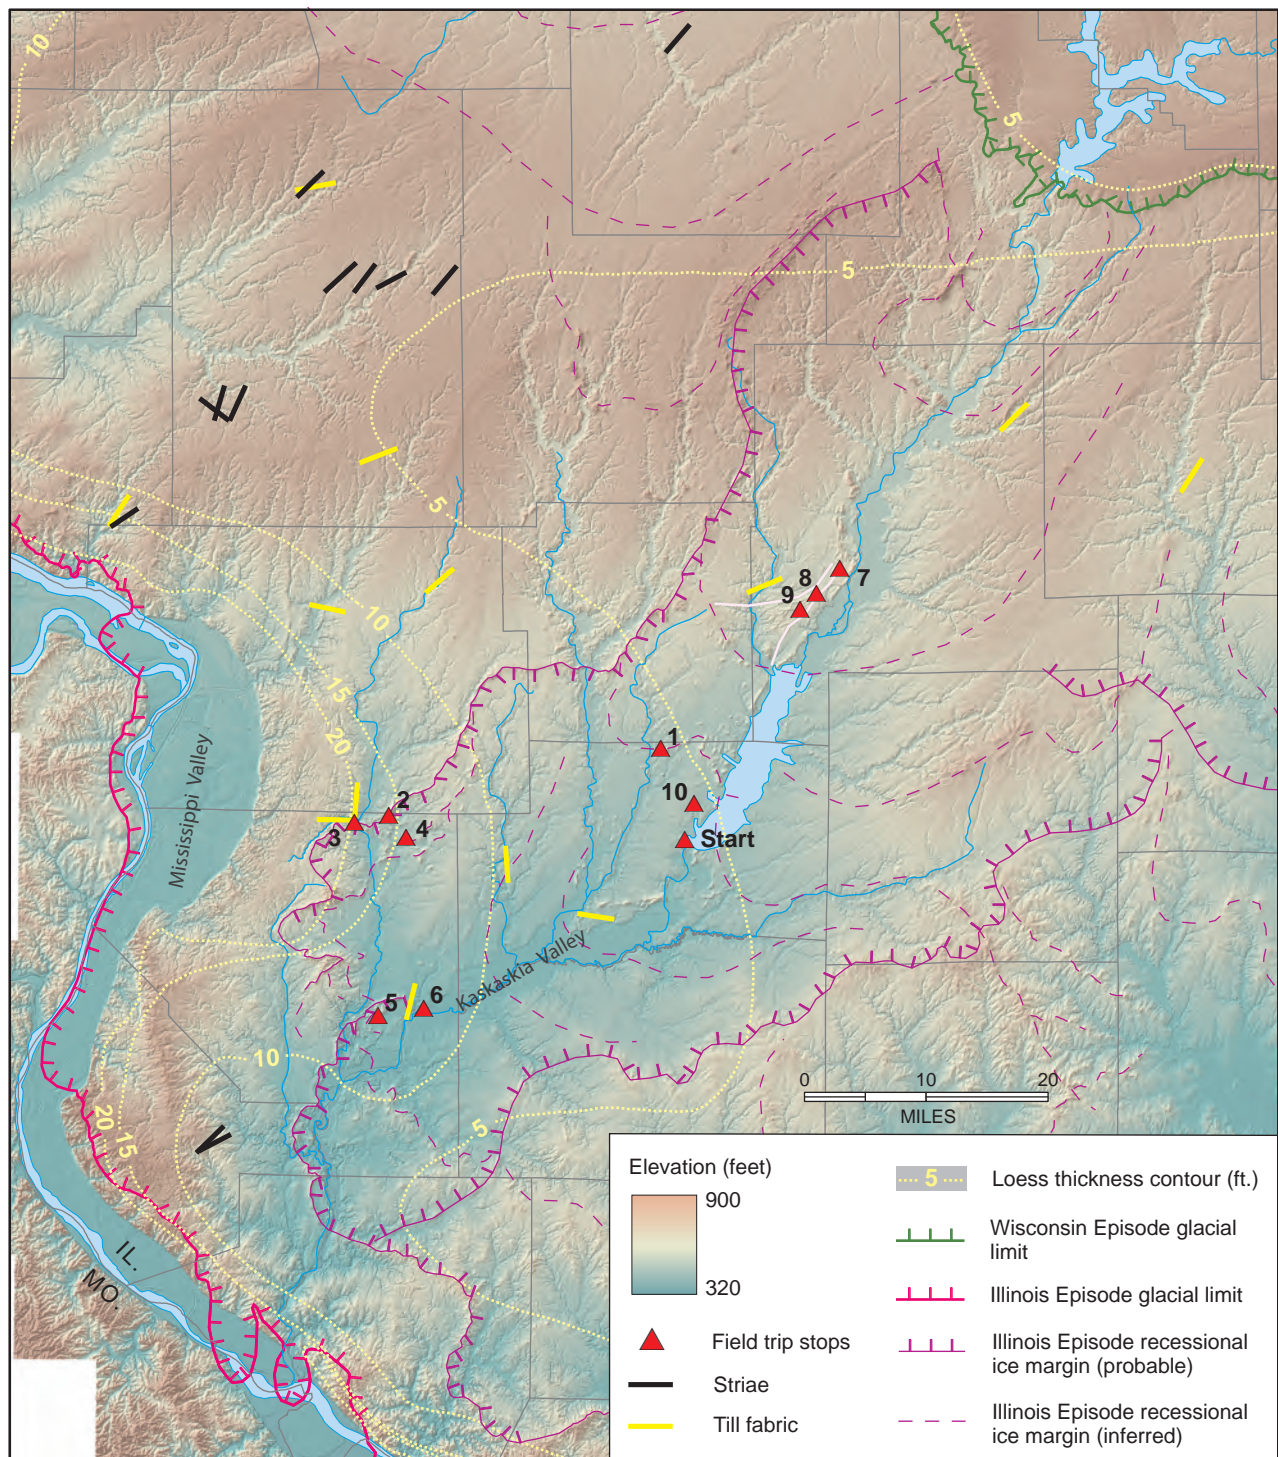 10
5
5
5
10
15
20
8
7
9
1
2
10
3
4
Start
Mississippi Valley
Kaskaskia Valley
5
6
10
20
15
5
0
10
20
MILES
IL.
MO.
Elevation (feet)
900
320
Field trip stops
Striae
Till fabric
5
Loess thickness contour (ft.)
Wisconsin Episode glacial
limit
Illinois Episode glacial limit
Illinois Episode recessional
ice margin (probable)
Illinois Episode recessional
ice margin (inferred)